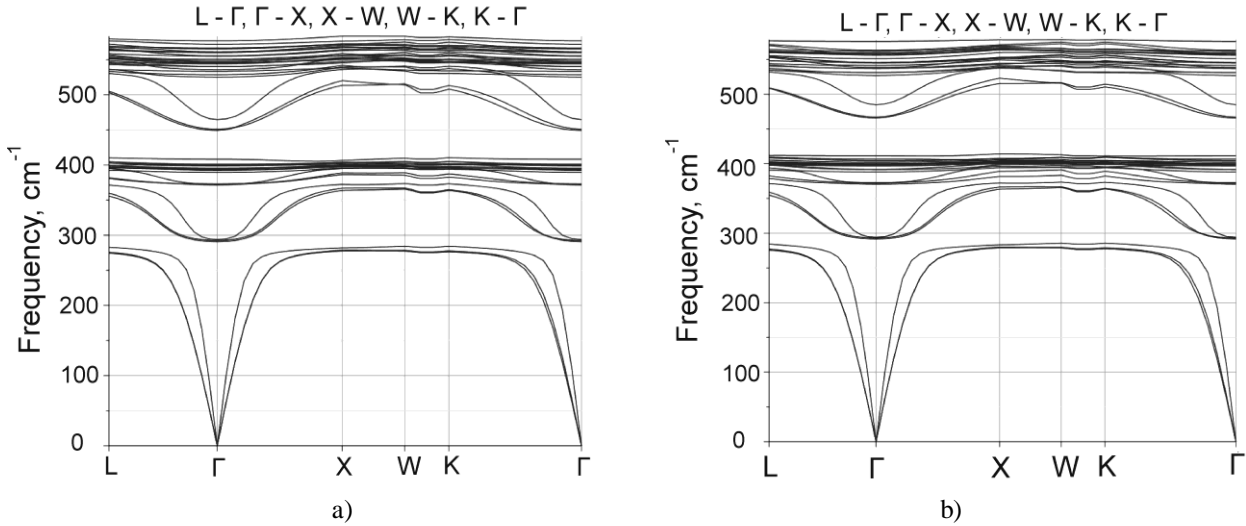 L - Γ, Γ - X, X - W, W - K, K - Γ
Frequency, cm-1
500
400
300
200
100
0
L Γ X W K Γ
a)
L - Γ, Γ - X, X - W, W - K, K - Γ
Frequency, cm-1
500
400
300
200
100
0
L Γ X W K Γ
b)